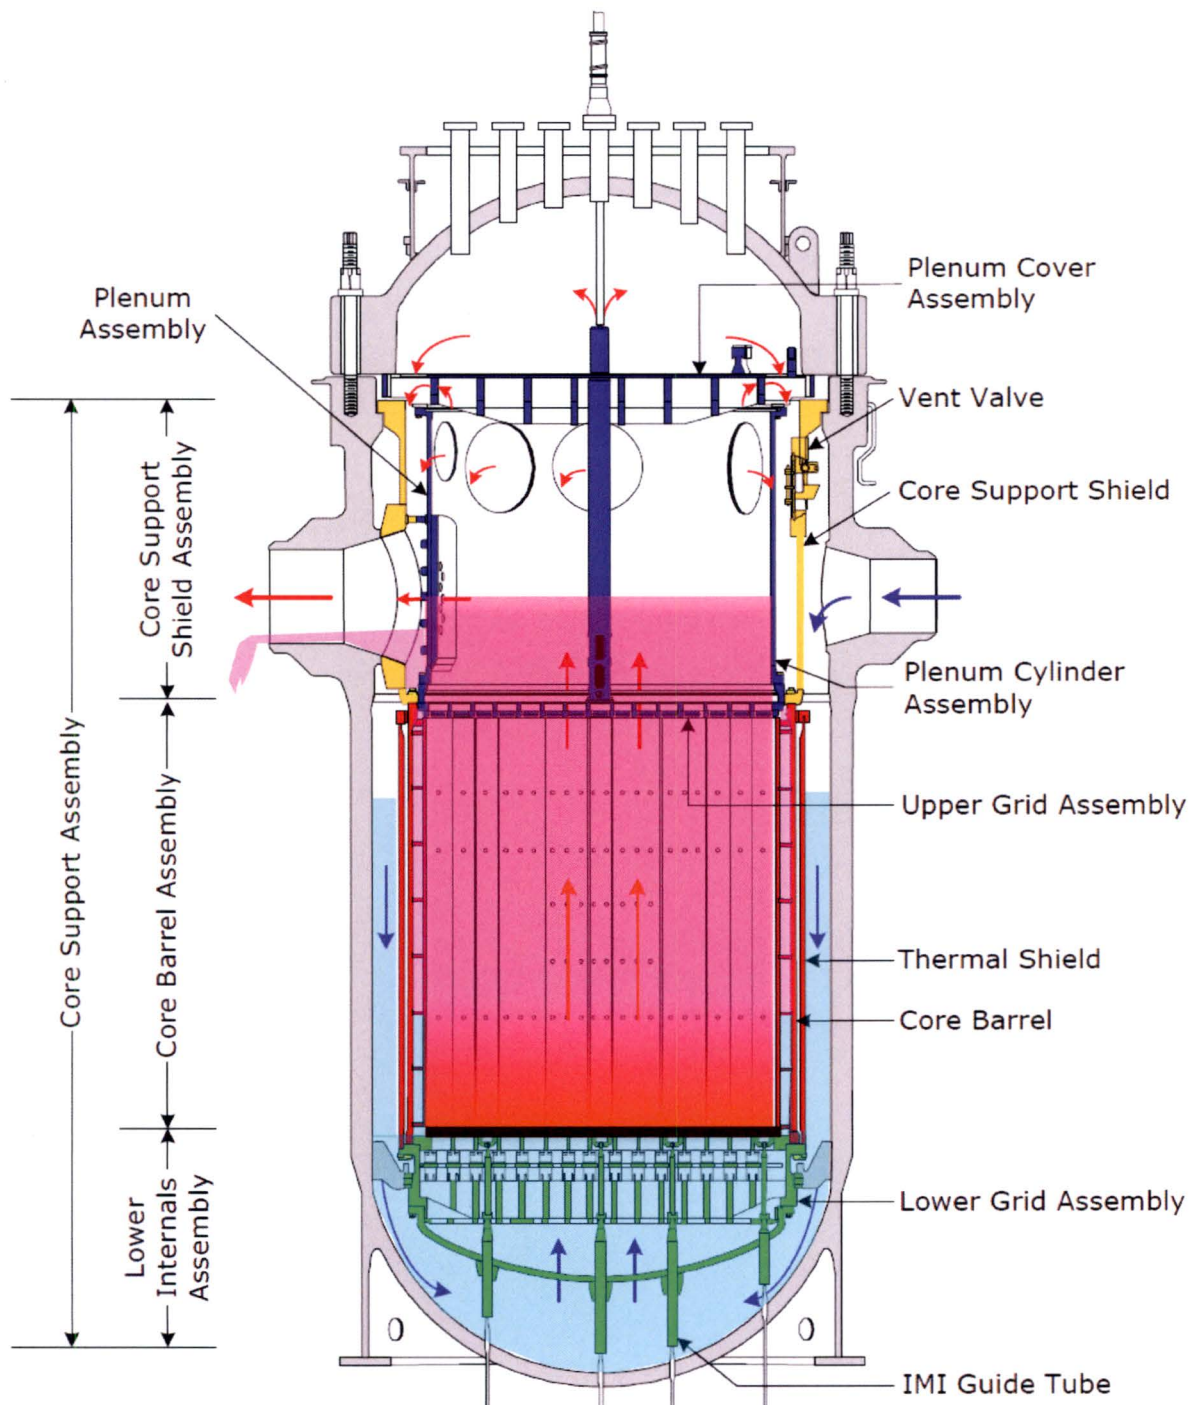 Plenum
Assembly
Plenum Cover
Assembly
Vent Valve
Core Support Shield
Core Support
Shield Assembly
Plenum Cylinder
Assembly
Upper Grid Assembly
Core Support Assembly
Core Barrel Assembly
Thermal Shield
Core Barrel
Lower
Internals
Assembly
Lower Grid Assembly
IMI Guide Tube